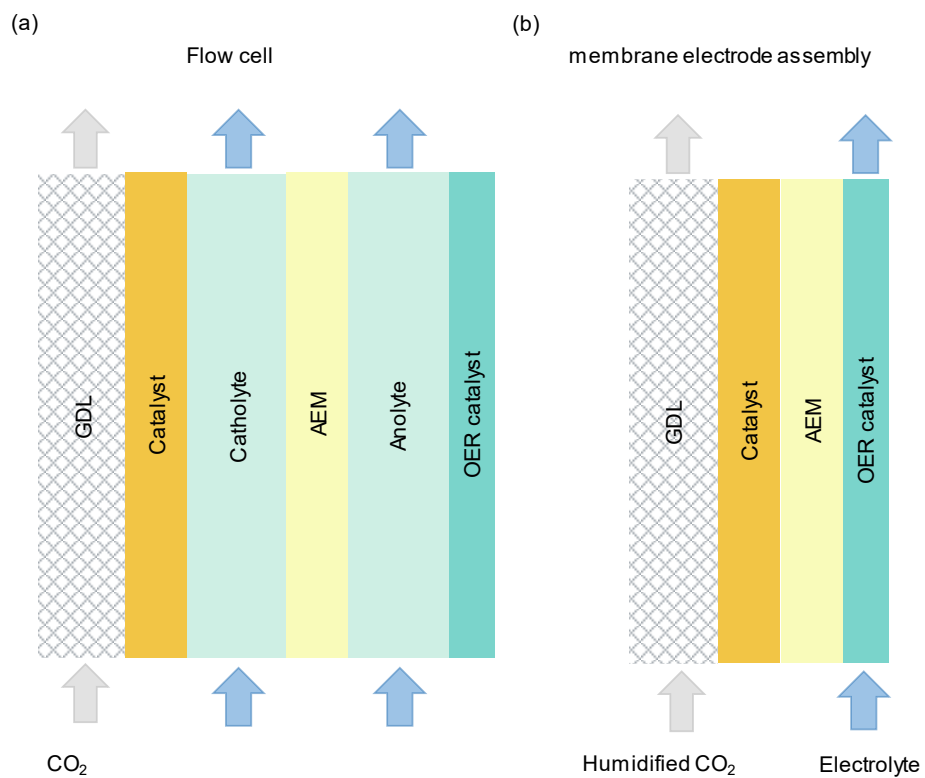 (a)
Flow cell
GDL
Catalyst
Catholyte
AEM
Anolyte
OER catalyst
CO₂
(b)
membrane electrode assembly
GDL
Catalyst
AEM
OER catalyst
Humidified CO₂
Electrolyte